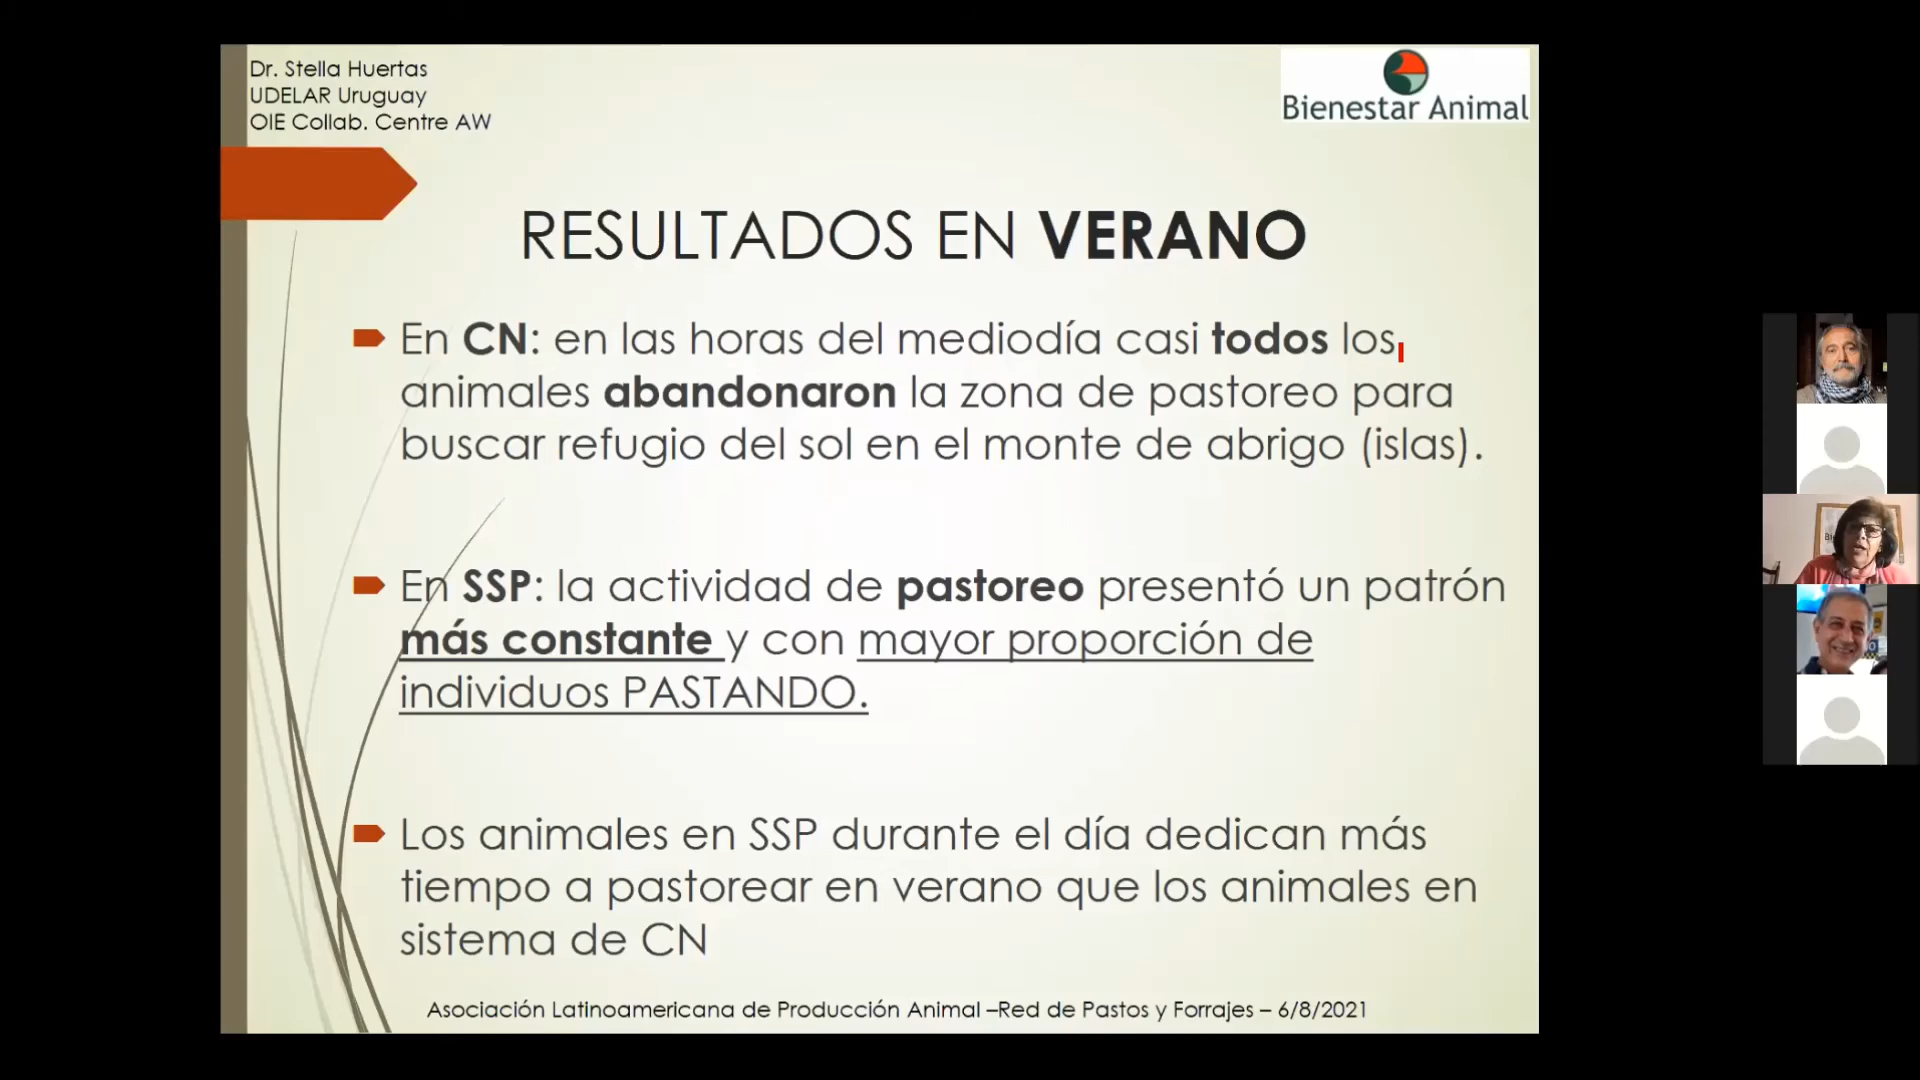 Dr. Stella Huertas
UDELAR Uruguay
OIE Collab. Centre AW
Bienestar Animal
RESULTADOS EN VERANO
En CN: en las horas del mediodía casi todos los
animales abandonaron la zona de pastoreo para
buscar refugio del sol en el monte de abrigo (islas).
En SSP: la actividad de pastoreo presentó un patrón
más constante y con mayor proporción de
individuos PASTANDO.
Los animales en SSP durante el día dedican más
tiempo a pastorear en verano que los animales en
sistema de CN
Asociación Latinoamericana de Producción Animal –Red de Pastos y Forrajes – 6/8/2021